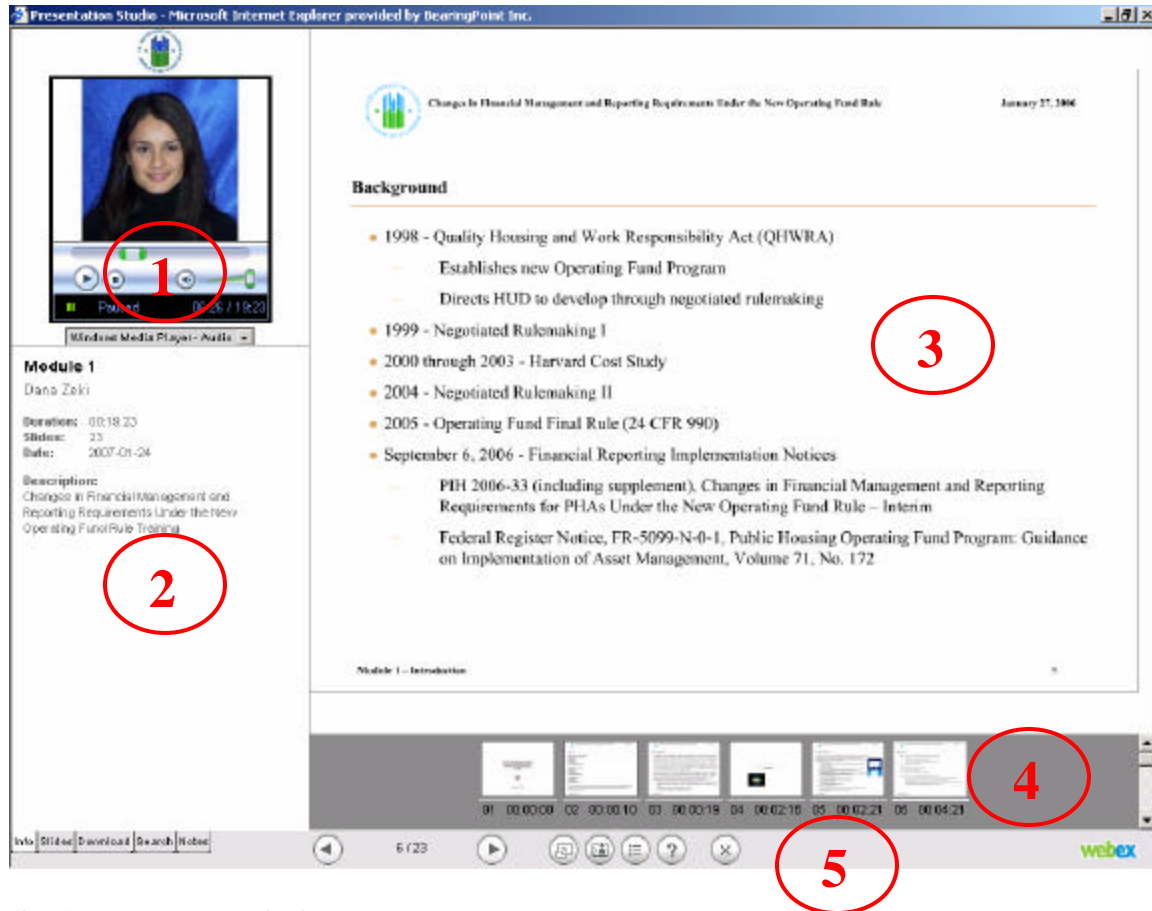 Presentation Studio - Microsoft Internet Explorer provided by BearingPoint Inc.
1
Paused 06:26 / 18:23
Windows Media Player- Audio
Module 1
Dana Zeki
Duration: 00:18:23
Slides: 23
Date: 2007-01-24
Description:
Changes in Financial Management and
Reporting Requirements Under the New
Operating Fund Rule Training
2
Info Slides Download Search Notes
Changes In Financial Management and Reporting Requirements Under the New Operating Fund Rule January 27, 2006
Background
1998 - Quality Housing and Work Responsibility Act (QHWRA)
Establishes new Operating Fund Program
Directs HUD to develop through negotiated rulemaking
1999 - Negotiated Rulemaking I
2000 through 2003 - Harvard Cost Study
2004 - Negotiated Rulemaking II
2005 - Operating Fund Final Rule (24 CFR 990)
September 6, 2006 - Financial Reporting Implementation Notices
PIH 2006-33 (including supplement), Changes in Financial Management and Reporting
Requirements for PHAs Under the New Operating Fund Rule – Interim
Federal Register Notice, FR-5099-N-0-1, Public Housing Operating Fund Program: Guidance
on Implementation of Asset Management, Volume 71, No. 172
3
Module 1 – Introduction
01 00:00:00 02 00:00:10 03 00:00:19 04 00:02:16 05 00:02:21 06 00:04:21
4
6 / 23
?
5
webex